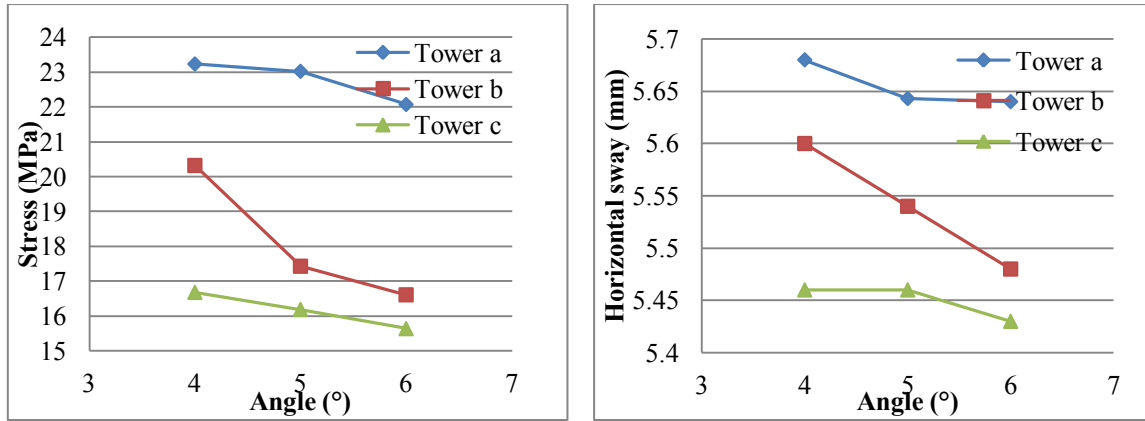 Stress (MPa)
24
23
22
21
20
19
18
17
16
15
3
4
5
6
7
Angle (°)
Tower a
Tower b
Tower c
Horizontal sway (mm)
5.7
5.65
5.6
5.55
5.5
5.45
5.4
3
4
5
6
7
Angle (°)
Tower a
Tower b
Tower c